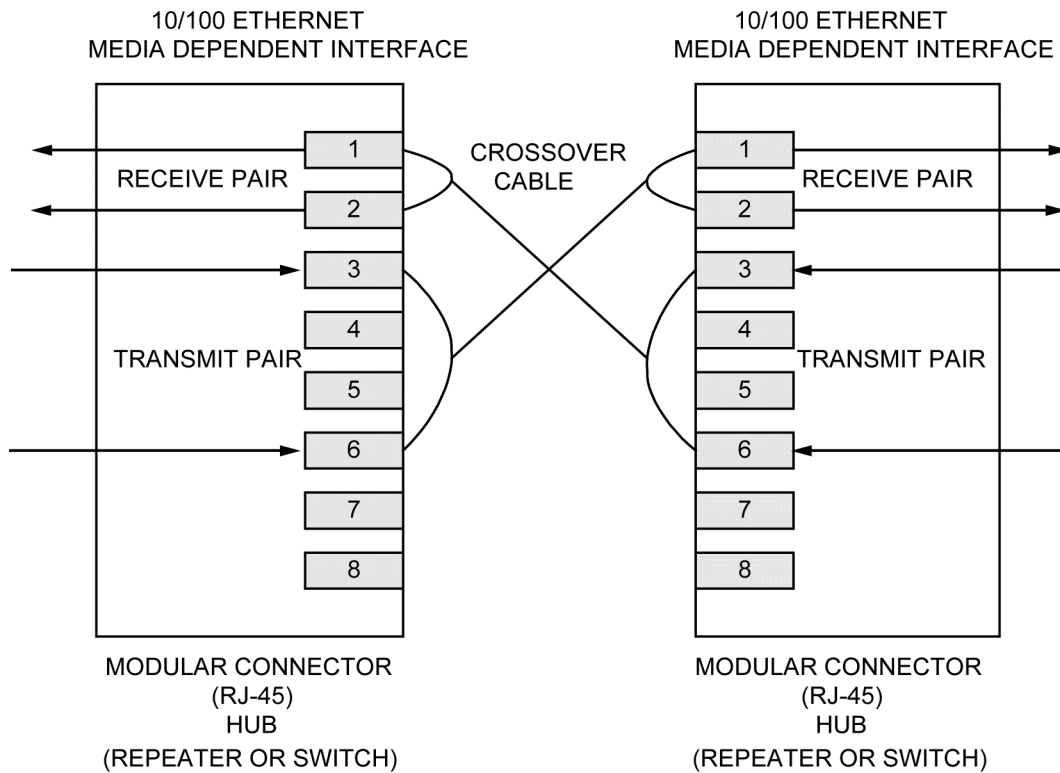 10/100 ETHERNET
MEDIA DEPENDENT INTERFACE
10/100 ETHERNET
MEDIA DEPENDENT INTERFACE
1
RECEIVE PAIR
2
3
4
TRANSMIT PAIR
5
6
7
8
CROSSOVER
CABLE
1
RECEIVE PAIR
2
3
4
TRANSMIT PAIR
5
6
7
8
MODULAR CONNECTOR
(RJ-45)
HUB
(REPEATER OR SWITCH)
MODULAR CONNECTOR
(RJ-45)
HUB
(REPEATER OR SWITCH)